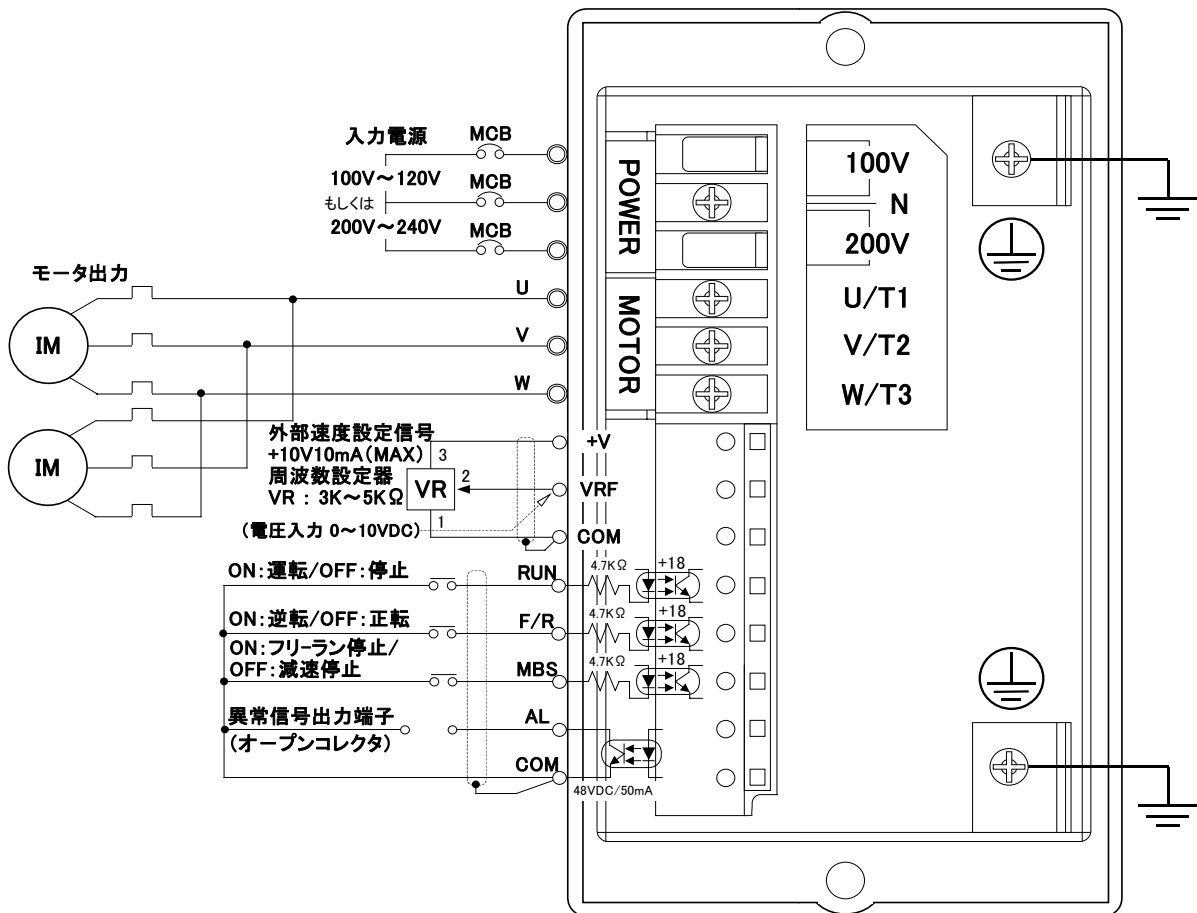 入力電源
MCB
100V～120V
MCB
もしくは
200V～240V
MCB
モータ出力
U
V
W
IM
IM
外部速度設定信号
+10V10mA(MAX)
周波数設定器
VR : 3K～5KΩ
(電圧入力 0～10VDC)
3
VR
2
1
+V
VRF
COM
ON:運転/OFF:停止
RUN
4.7KΩ
+18
ON:逆転/OFF:正転
F/R
4.7KΩ
+18
ON:フリーラン停止/
OFF:減速停止
MBS
4.7KΩ
+18
異常信号出力端子
(オープンコレクタ)
AL
COM
48VDC/50mA
POWER
MOTOR
100V
N
200V
U/T1
V/T2
W/T3